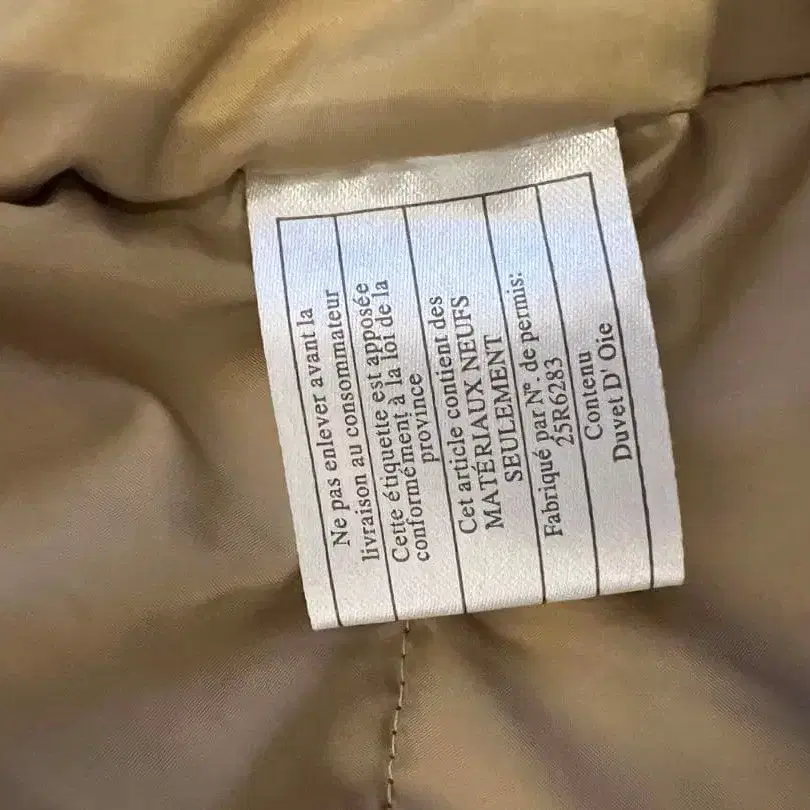 Ne pas enlever avant la
livraison au consommateur
Cette étiquette est apposée
conformément à la loi de la
province
Cet article contient des
MATÉRIAUX NEUFS
SEULEMENT
Fabriqué par N°. de permis:
25R6283
Contenu
Duvet D' Oie